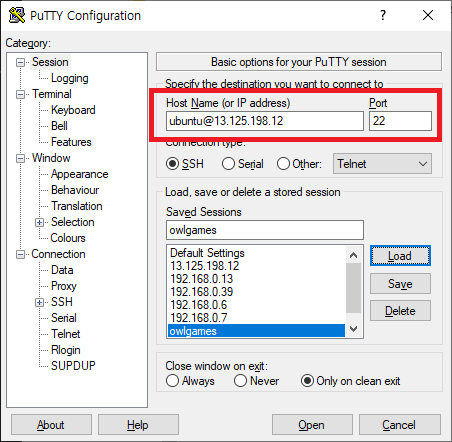 PuTTY Configuration
Category:
Session
Logging
Terminal
Keyboard
Bell
Features
Window
Appearance
Behaviour
Translation
Selection
Colours
Connection
Data
Proxy
SSH
Serial
Telnet
Rlogin
SUPDUP
Basic options for your PuTTY session
Specify the destination you want to connect to
Host Name (or IP address) Port
ubuntu@13.125.198.12 22
Connection type:
SSH Serial Other: Telnet
Load, save or delete a stored session
Saved Sessions
owlgames
Default Settings
13.125.198.12
192.168.0.13
192.168.0.39
192.168.0.6
192.168.0.7
owlgames
Load
Save
Delete
Close window on exit:
Always Never Only on clean exit
About Help Open Cancel